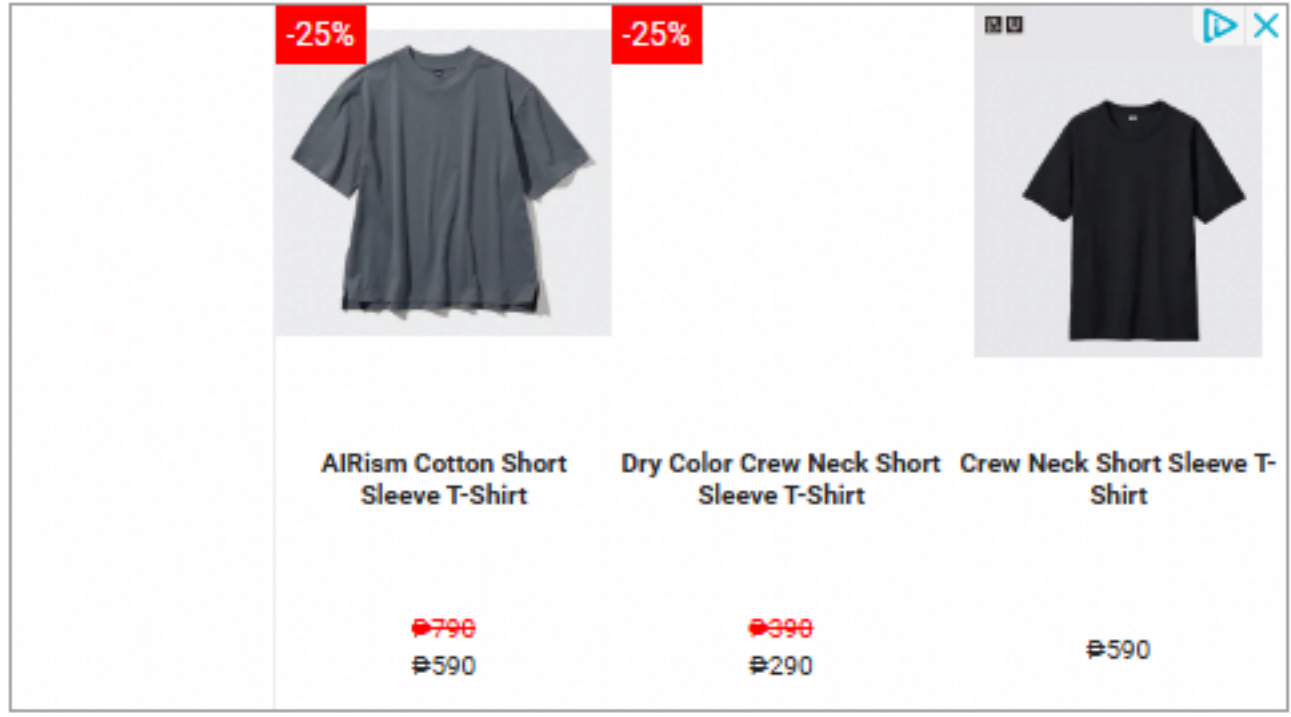 -25%
-25%
AIRism Cotton Short
Sleeve T-Shirt
Dry Color Crew Neck Short
Sleeve T-Shirt
Crew Neck Short Sleeve T-
Shirt
₱790
₱590
₱390
₱290
₱590